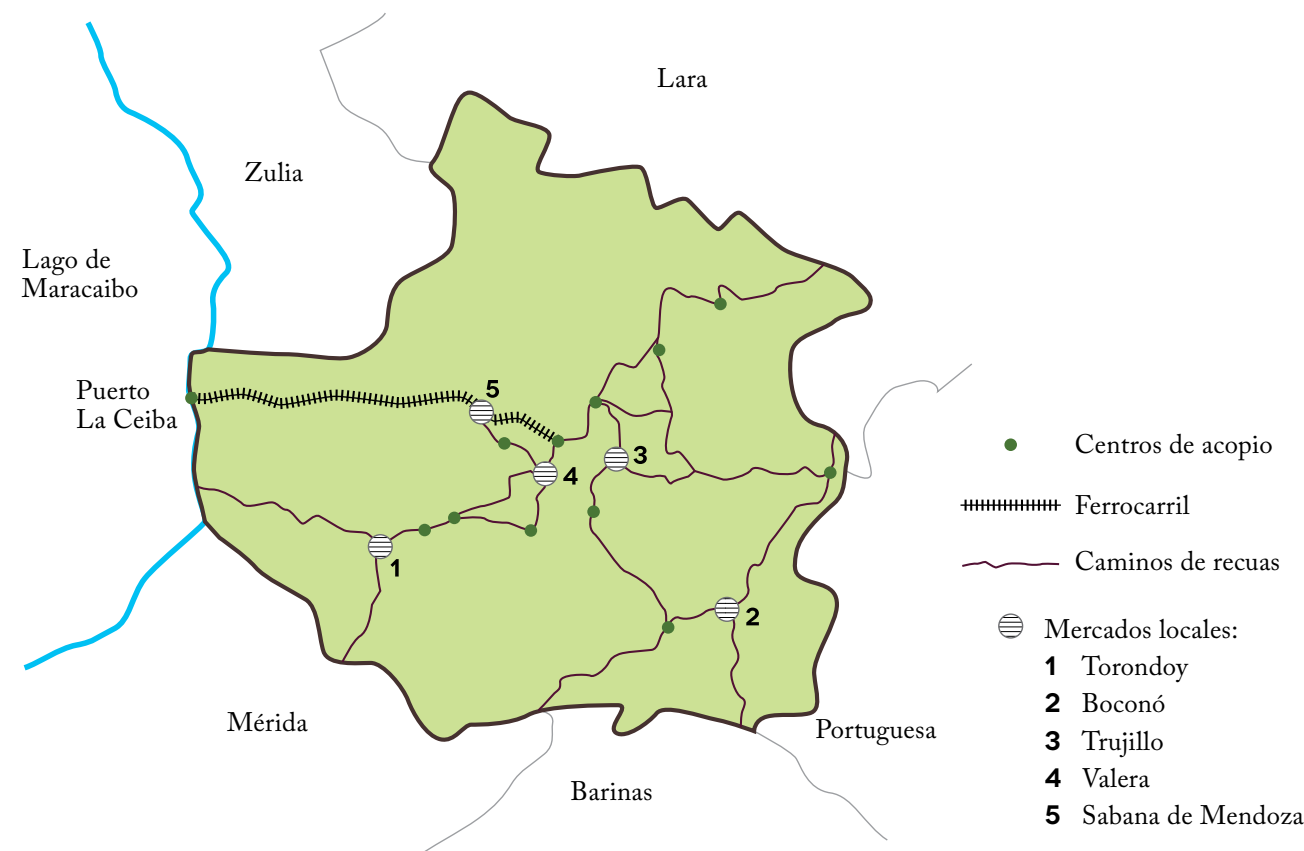 Lara
Zulia
Lago de
Maracaibo
Puerto
La Ceiba
5
3
4
1
2
Mérida
Portuguesa
Barinas
Centros de acopio
Ferrocarril
Caminos de recuas
Mercados locales:
1 Torondoy
2 Boconó
3 Trujillo
4 Valera
5 Sabana de Mendoza